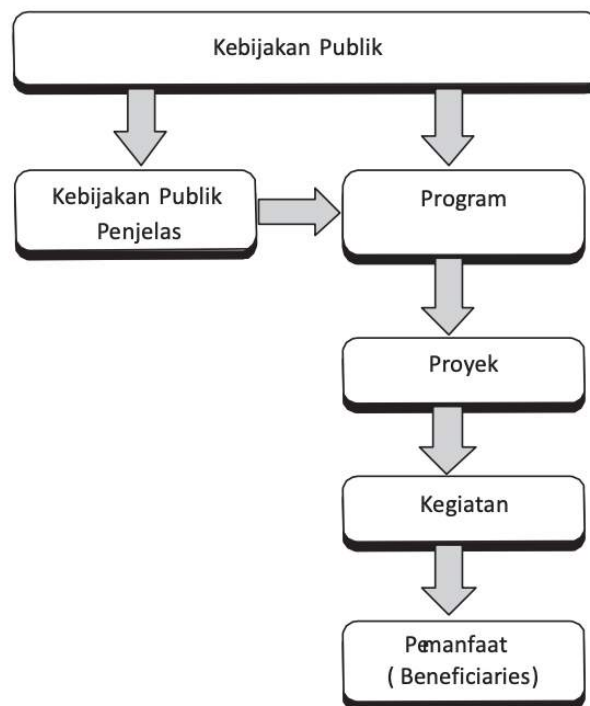 Kebijakan Publik
Kebijakan Publik
Penjelas
Program
Proyek
Kegiatan
Pemanfaat
( Beneficiaries)